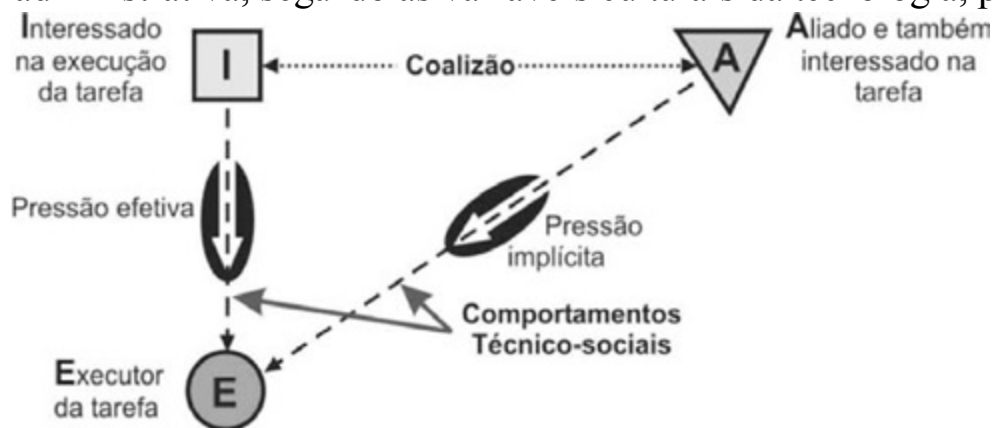 Interessado
na execução
da tarefa
I
Coalizão
A
Aliado e também
interessado na
tarefa
Pressão efetiva
Pressão
implícita
Comportamentos
Técnico-sociais
Executor
da tarefa
E